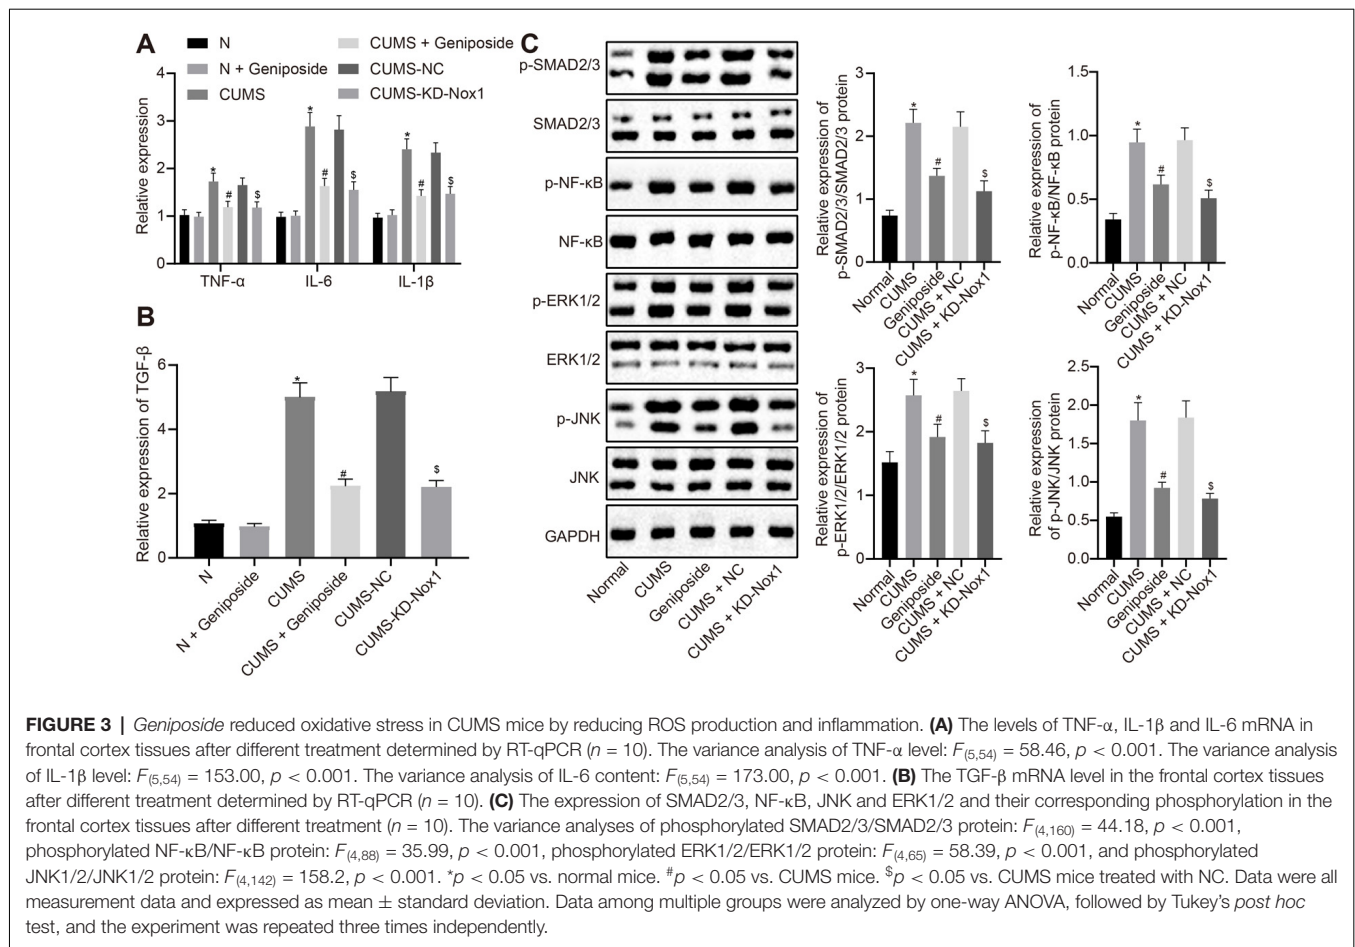 A
N
N + Geniposide
CUMS
CUMS + Geniposide
CUMS-NC
CUMS-KD-Nox1
Relative expression
4
3
2
1
0
* # $
* # $
* # $
TNF-α IL-6 IL-1β
B
Relative expression of TGF-β
6
4
2
0
* # $
N
N + Geniposide
CUMS
CUMS + Geniposide
CUMS-NC
CUMS-KD-Nox1
C
p-SMAD2/3
SMAD2/3
p-NF-κB
NF-κB
p-ERK1/2
ERK1/2
p-JNK
JNK
GAPDH
Normal
CUMS
Geniposide
CUMS + NC
CUMS + KD-Nox1
Relative expression of
p-SMAD2/3/SMAD2/3 protein
3
2
1
0
* # $
Normal
CUMS
Geniposide
CUMS + NC
CUMS + KD-Nox1
Relative expression of
p-NF-κB/NF-κB protein
1.5
1.0
0.5
0.0
* # $
Normal
CUMS
Geniposide
CUMS + NC
CUMS + KD-Nox1
Relative expression of
p-ERK1/2/ERK1/2 protein
3
2
1
0
* # $
Normal
CUMS
Geniposide
CUMS + NC
CUMS + KD-Nox1
Relative expression
of p-JNK/JNK protein
2.5
2.0
1.5
1.0
0.5
0.0
* # $
Normal
CUMS
Geniposide
CUMS + NC
CUMS + KD-Nox1
FIGURE 3 | Geniposide reduced oxidative stress in CUMS mice by reducing ROS production and inflammation. (A) The levels of TNF-α, IL-1β and IL-6 mRNA in
frontal cortex tissues after different treatment determined by RT-qPCR (n = 10). The variance analysis of TNF-α level: F(5,54) = 58.46, p < 0.001. The variance analysis
of IL-1β level: F(5,54) = 153.00, p < 0.001. The variance analysis of IL-6 content: F(5,54) = 173.00, p < 0.001. (B) The TGF-β mRNA level in the frontal cortex tissues
after different treatment determined by RT-qPCR (n = 10). (C) The expression of SMAD2/3, NF-κB, JNK and ERK1/2 and their corresponding phosphorylation in the
frontal cortex tissues after different treatment (n = 10). The variance analyses of phosphorylated SMAD2/3/SMAD2/3 protein: F(4,160) = 44.18, p < 0.001,
phosphorylated NF-κB/NF-κB protein: F(4,88) = 35.99, p < 0.001, phosphorylated ERK1/2/ERK1/2 protein: F(4,65) = 58.39, p < 0.001, and phosphorylated
JNK1/2/JNK1/2 protein: F(4,142) = 158.2, p < 0.001. *p < 0.05 vs. normal mice. #p < 0.05 vs. CUMS mice. $p < 0.05 vs. CUMS mice treated with NC. Data were all
measurement data and expressed as mean ± standard deviation. Data among multiple groups were analyzed by one-way ANOVA, followed by Tukey's post hoc
test, and the experiment was repeated three times independently.